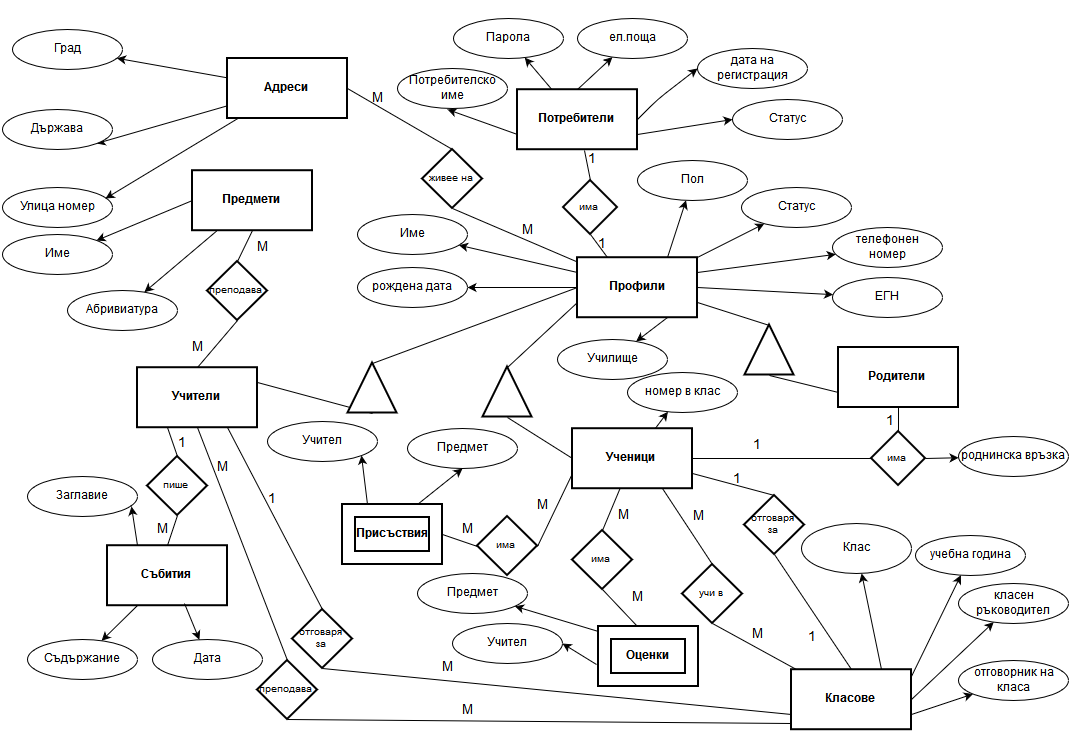 Град
Парола
ел.поща
дата на
регистрация
Адреси
Потребителско
име
М
Потребители
Статус
Държава
1
живее на
Пол
Улица номер
Предмети
има
Статус
М
Име
1
телефонен
номер
Име
М
преподава
рождена дата
Профили
ЕГН
Абривиатура
М
Училище
Родители
Учители
номер в клас
1
Учител
Предмет
1
1
М
Ученици
има
роднинска връзка
пише
1
Заглавие
1
М
М
М
М
отговаря
за
М
Присъствия
има
Клас
учебна година
има
Събития
Предмет
М
учи в
класен
ръководител
отговаря
за
М
1
Съдържание
Дата
Учител
Оценки
М
отговорник на
класа
преподава
Класове
М